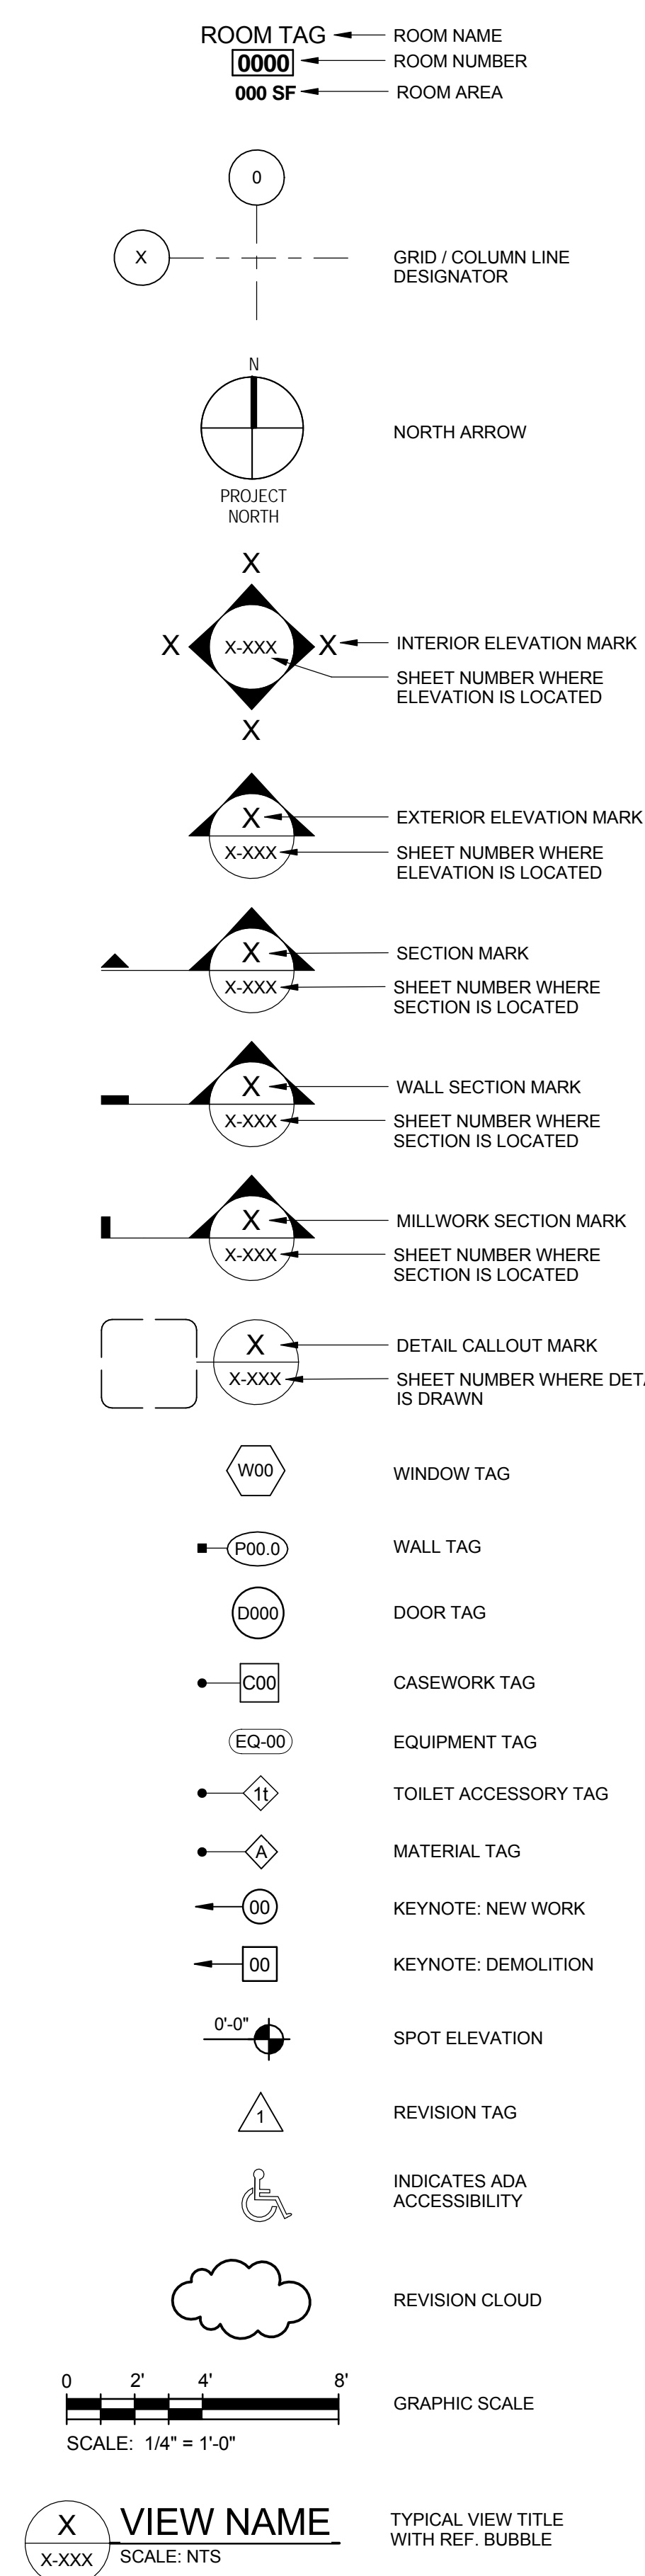 ROOM TAG
ROOM NAME
0000
ROOM NUMBER
000 SF
ROOM AREA
0
X
GRID / COLUMN LINE
DESIGNATOR
N
NORTH ARROW
PROJECT
NORTH
X
X
X-XXX
X
INTERIOR ELEVATION MARK
SHEET NUMBER WHERE
ELEVATION IS LOCATED
X
X
EXTERIOR ELEVATION MARK
X-XXX
SHEET NUMBER WHERE
ELEVATION IS LOCATED
X
SECTION MARK
X-XXX
SHEET NUMBER WHERE
SECTION IS LOCATED
X
WALL SECTION MARK
X-XXX
SHEET NUMBER WHERE
SECTION IS LOCATED
X
MILLWORK SECTION MARK
X-XXX
SHEET NUMBER WHERE
SECTION IS LOCATED
X
DETAIL CALLOUT MARK
X-XXX
SHEET NUMBER WHERE
IS DRAWN
W00
WINDOW TAG
P00.0
WALL TAG
D000
DOOR TAG
C00
CASEWORK TAG
EQ-00
EQUIPMENT TAG
1t
TOILET ACCESSORY TAG
A
MATERIAL TAG
00
KEYNOTE: NEW WORK
00
KEYNOTE: DEMOLITION
0'-0"
SPOT ELEVATION
1
REVISION TAG
INDICATES ADA
ACCESSIBILITY
REVISION CLOUD
0 2' 4' 8'
GRAPHIC SCALE
SCALE: 1/4" = 1'-0"
X
VIEW NAME
TYPICAL VIEW TITLE
WITH REF. BUBBLE
X-XXX
SCALE: NTS